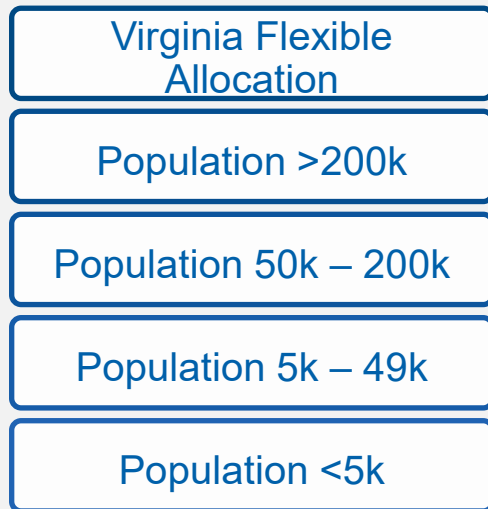 Virginia Flexible
Allocation
Population >200k
Population 50k – 200k
Population 5k – 49k
Population <5k